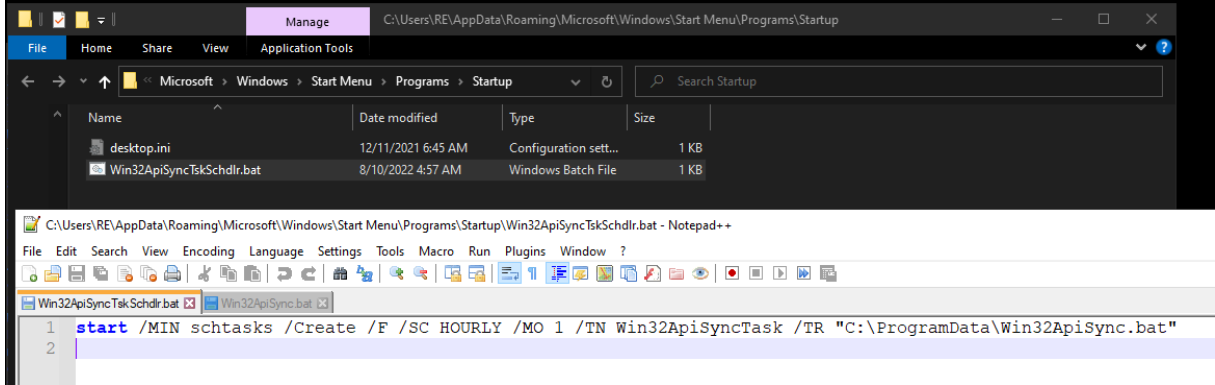 Manage
C:\Users\RE\AppData\Roaming\Microsoft\Windows\Start Menu\Programs\Startup
File Home Share View Application Tools
Microsoft > Windows > Start Menu > Programs > Startup
Search Startup
Name Date modified Type Size
desktop.ini 12/11/2021 6:45 AM Configuration sett... 1 KB
Win32ApiSyncTskSchdlr.bat 8/10/2022 4:57 AM Windows Batch File 1 KB
C:\Users\RE\AppData\Roaming\Microsoft\Windows\Start Menu\Programs\Startup\Win32ApiSyncTskSchdlr.bat - Notepad++
File Edit Search View Encoding Language Settings Tools Macro Run Plugins Window ?
Win32ApiSyncTskSchdlr.bat Win32ApiSync.bat
1 start /MIN schtasks /Create /F /SC HOURLY /MO 1 /TN Win32ApiSyncTask /TR "C:\ProgramData\Win32ApiSync.bat"
2